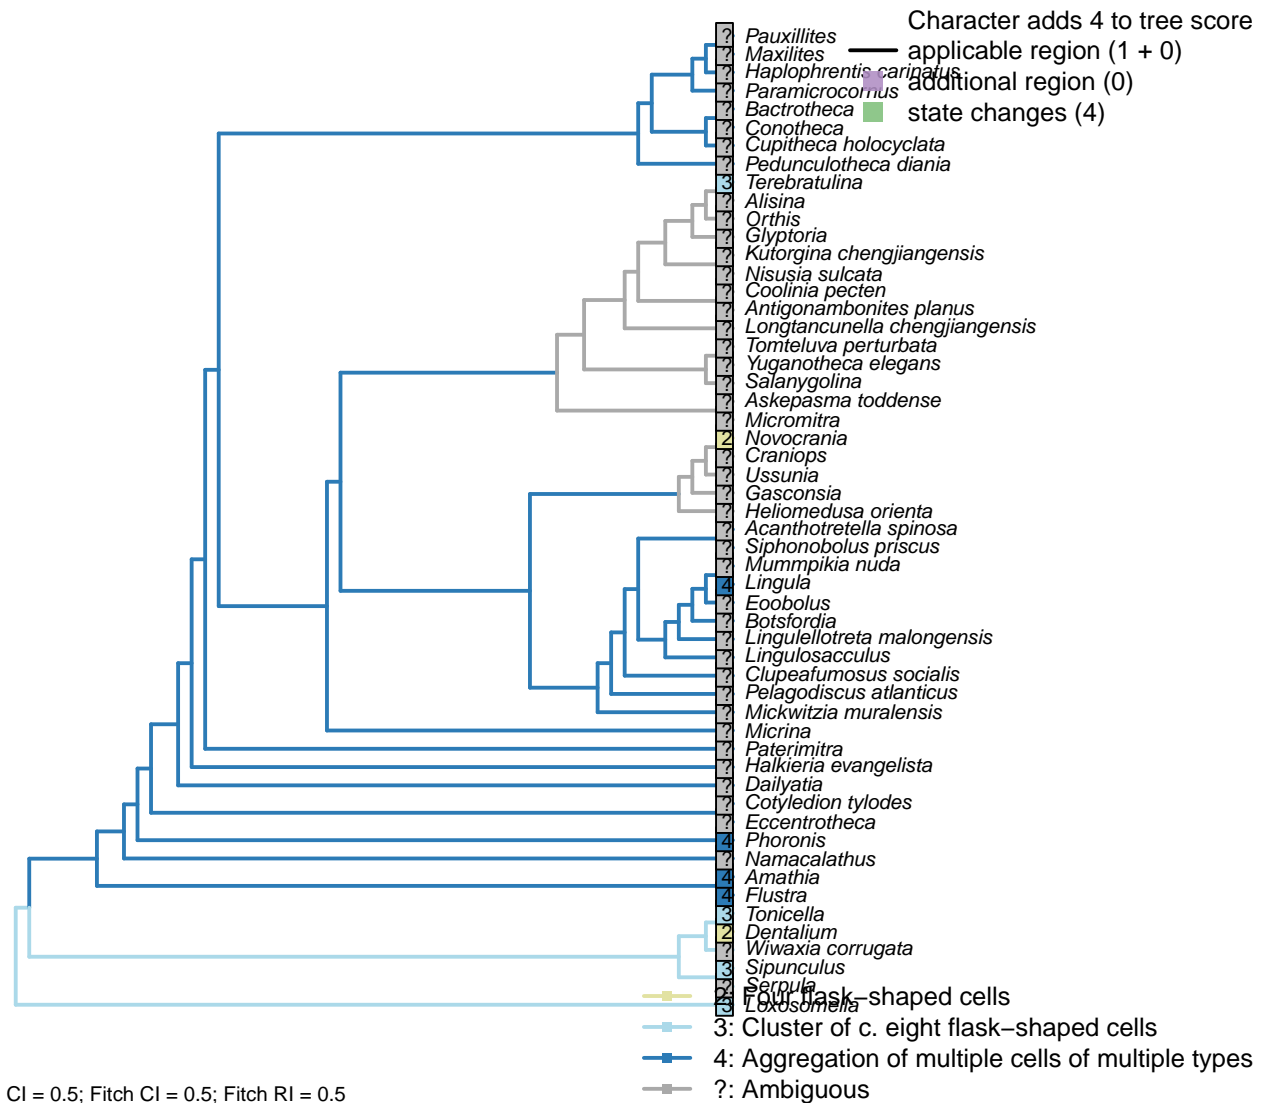 Character adds 4 to tree score
applicable region (1 + 0)
additional region (0)
state changes (4)
? Pauxillites
? Maxilites
? Haplophrentis carinatus
? Paramicrocornus
? Bactrotheca
? Conotheca
? Cupitheca holocyclata
? Pedunculotheca diania
3 Terebratulina
? Alisina
? Orthis
? Glyptoria
? Kutorgina chengjiangensis
? Nisusia sulcata
? Coolinia pecten
? Antigonambonites planus
? Longtancunella chengjiangensis
? Tomteluva perturbata
? Yuganotheca elegans
? Salanygolina
? Askepasma toddense
? Micromitra
2 Novocrania
? Craniops
? Ussunia
? Gasconsia
? Heliomedusa orienta
? Acanthotretella spinosa
? Siphonobolus priscus
? Mummpikia nuda
4 Lingula
? Eoobolus
? Botsfordia
? Lingulellotreta malongensis
? Lingulosacculus
? Clupeafumosus socialis
? Pelagodiscus atlanticus
? Mickwitzia muralensis
? Micrina
? Paterimitra
? Halkieria evangelista
? Dailyatia
? Cotyledion tylodes
? Eccentrotheca
4 Phoronis
? Namacalathus
4 Amathia
4 Flustra
3 Tonicella
2 Dentalium
? Wiwaxia corrugata
3 Sipunculus
? Serpula
3 Loxosomella
2: Four flask−shaped cells
3: Cluster of c. eight flask−shaped cells
4: Aggregation of multiple cells of multiple types
?: Ambiguous
CI = 0.5; Fitch CI = 0.5; Fitch RI = 0.5